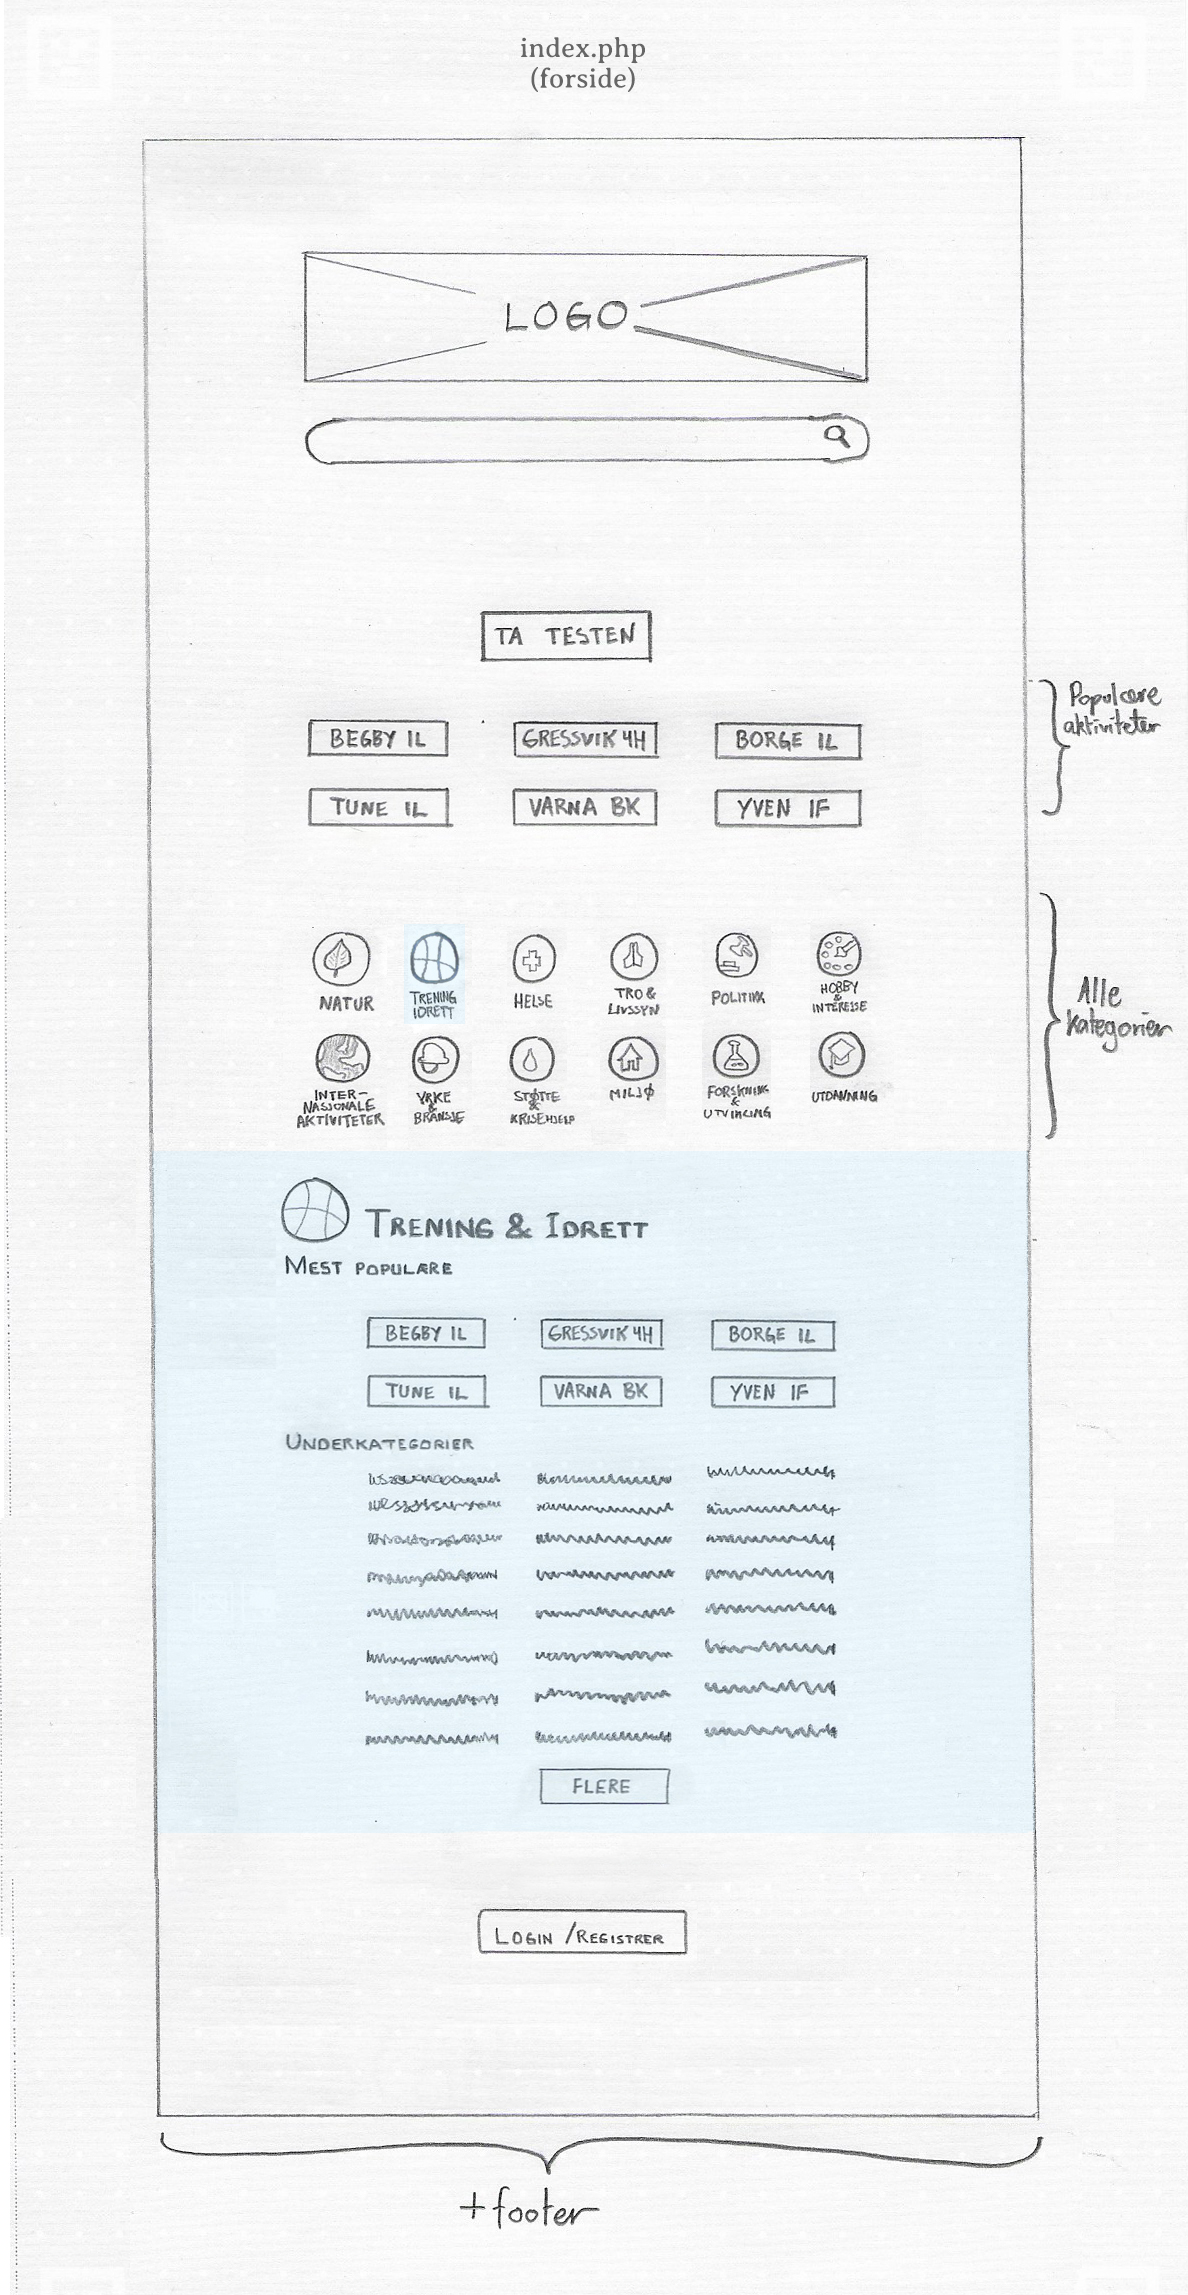 index.php
(forside)
LOGO
TA TESTEN
Populære
aktiviteter
BEGBY IL
GRESSVIK 4H
BORGE IL
TUNE IL
VARNA BK
YVEN IF
Alle
kategorier
NATUR
TRENING
IDRETT
HELSE
TRO &
LIVSSYN
POLITIKK
HOBBY
&
INTERESSE
INTER-
NASJONALE
AKTIVITETER
YRKE
&
BRANSJE
STØTTE
&
KRISEHJELP
MILJØ
FORSKNING
&
UTVIKLING
UTDANNING
TRENING & IDRETT
MEST POPULÆRE
BEGBY IL
GRESSVIK 4H
BORGE IL
TUNE IL
VARNA BK
YVEN IF
UNDERKATEGORIER
FLERE
LOGIN /REGISTRER
+footer